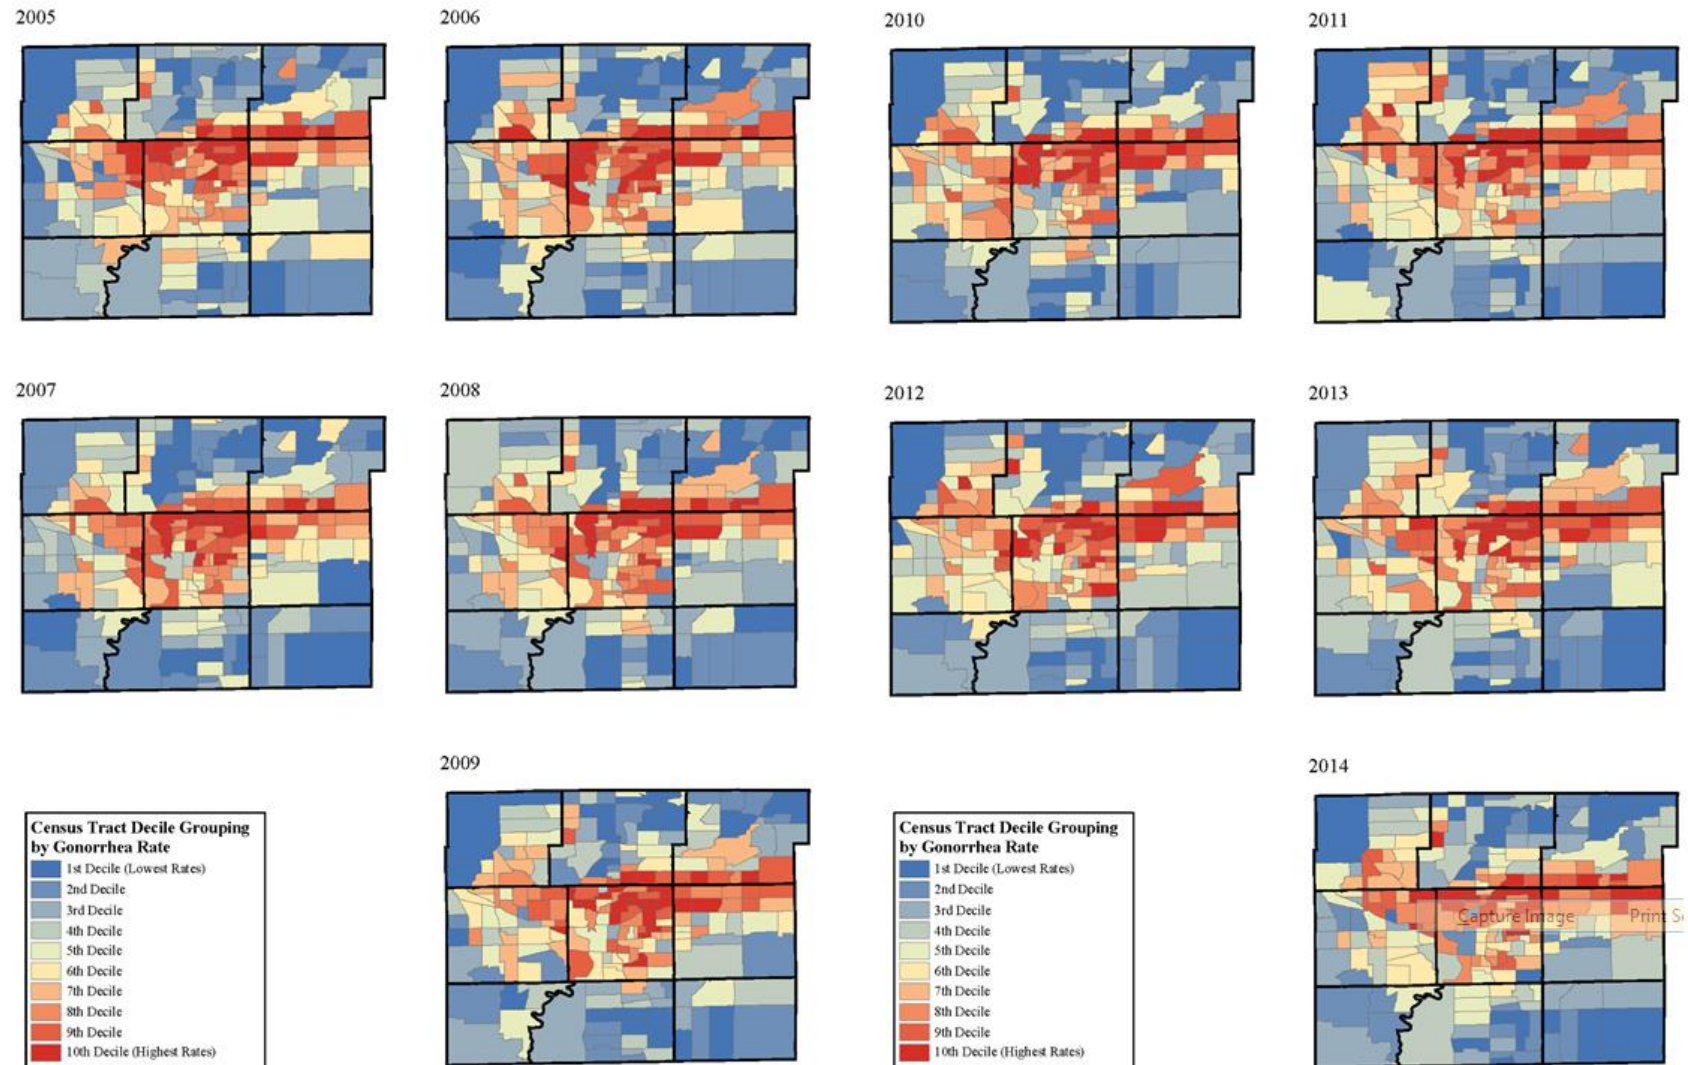 2005
2006
2010
2011
2007
2008
2012
2013
2009
2014
Census Tract Decile Grouping
by Gonorrhea Rate
1st Decile (Lowest Rates)
2nd Decile
3rd Decile
4th Decile
5th Decile
6th Decile
7th Decile
8th Decile
9th Decile
10th Decile (Highest Rates)
Census Tract Decile Grouping
by Gonorrhea Rate
1st Decile (Lowest Rates)
2nd Decile
3rd Decile
4th Decile
5th Decile
6th Decile
7th Decile
8th Decile
9th Decile
10th Decile (Highest Rates)
Capture Image
Print S